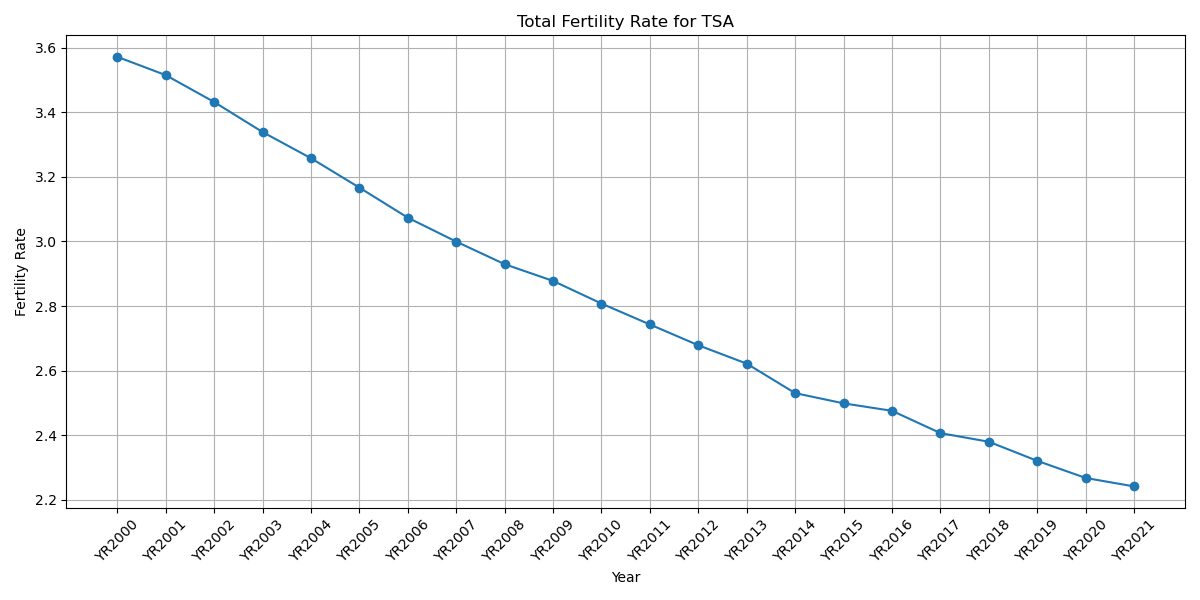 Total Fertility Rate for TSA
Fertility Rate
3.6
3.4
3.2
3.0
2.8
2.6
2.4
2.2
YR2000
YR2001
YR2002
YR2003
YR2004
YR2005
YR2006
YR2007
YR2008
YR2009
YR2010
YR2011
YR2012
YR2013
YR2014
YR2015
YR2016
YR2017
YR2018
YR2019
YR2020
YR2021
Year